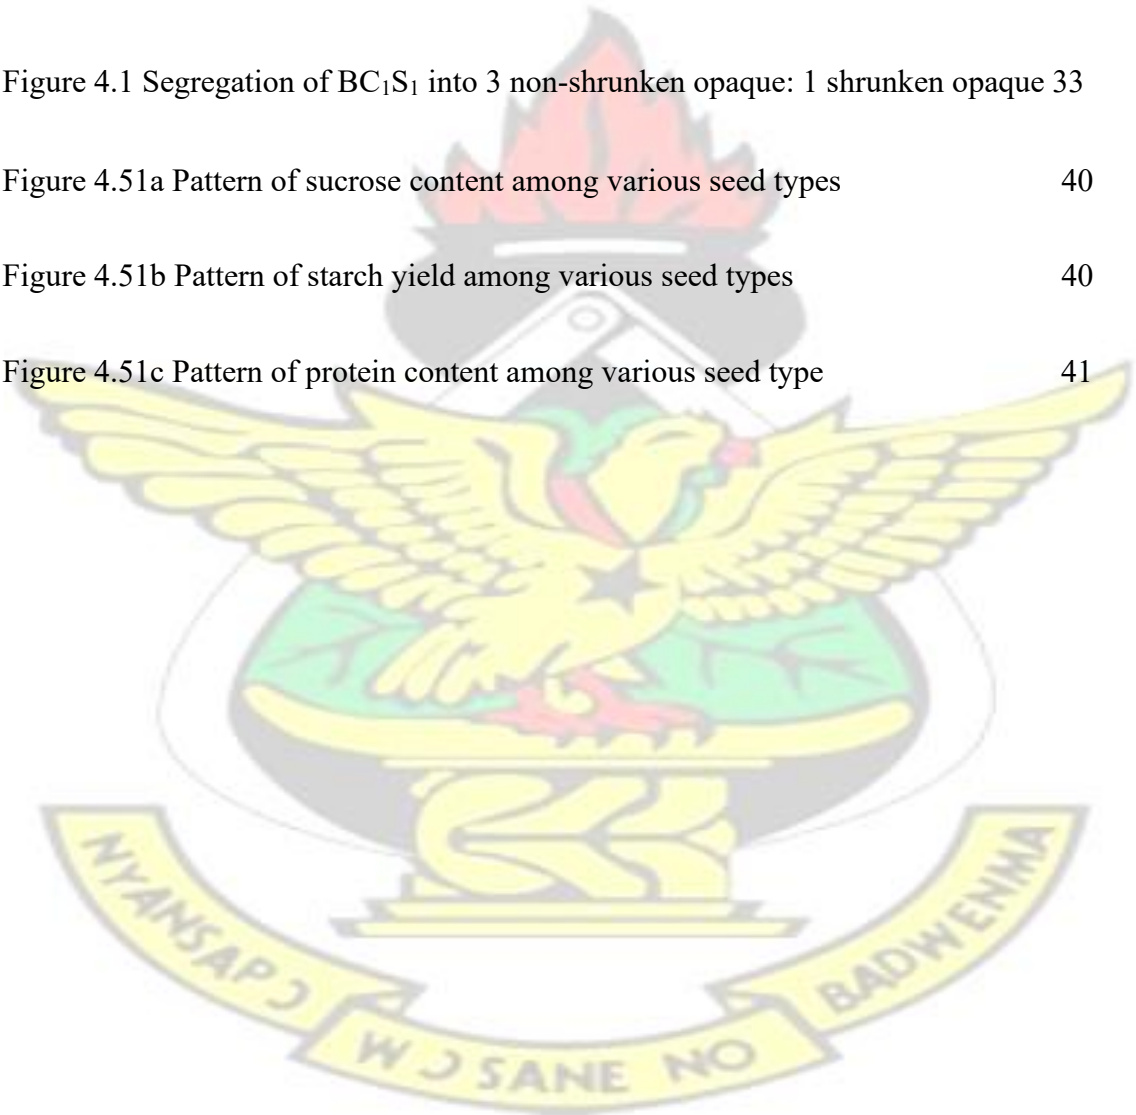 Figure 4.1 Segregation of BC₁S₁ into 3 non-shrunken opaque: 1 shrunken opaque 33
Figure 4.51a Pattern of sucrose content among various seed types 40
Figure 4.51b Pattern of starch yield among various seed types 40
Figure 4.51c Pattern of protein content among various seed type 41
NYANSAPƆ
WƆSANE NO
BADWENMA